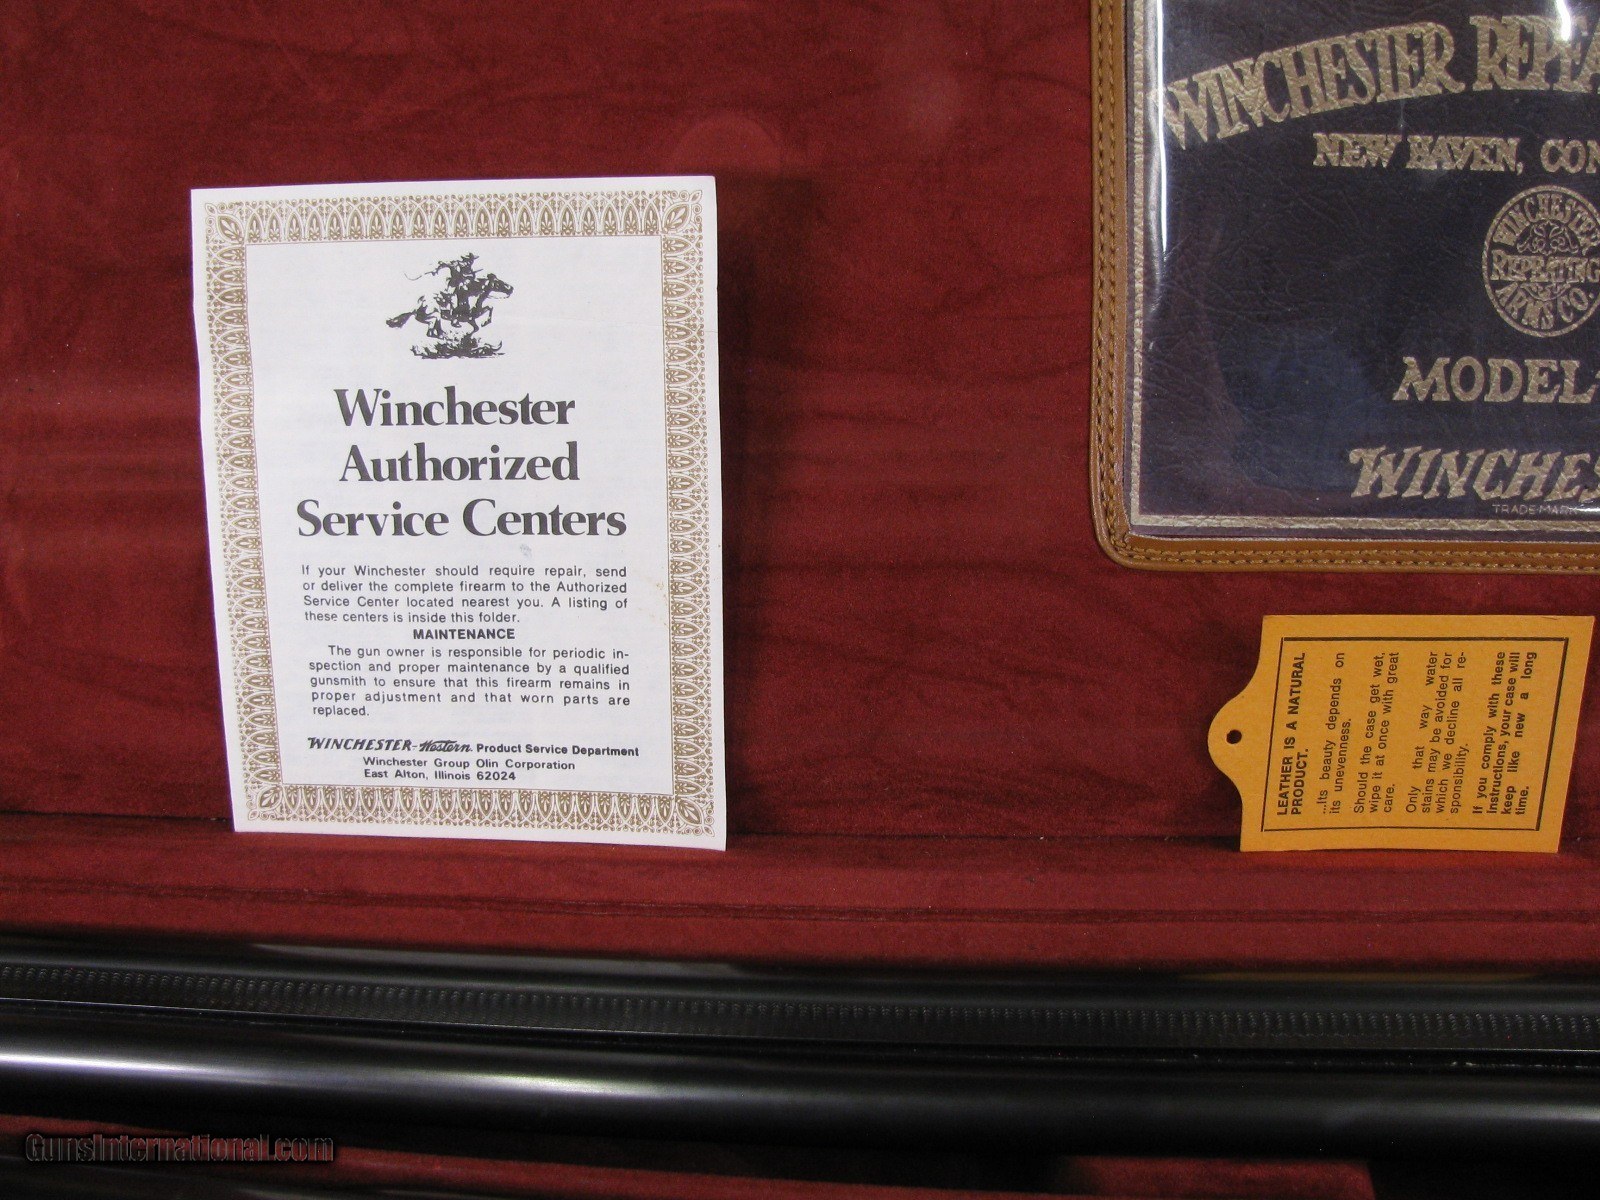 Winchester
Authorized
Service Centers
If your Winchester should require repair, send
or deliver the complete firearm to the Authorized
Service Center located nearest you. A listing of
these centers is inside this folder.
MAINTENANCE
The gun owner is responsible for periodic in-
spection and proper maintenance by a qualified
gunsmith to ensure that this firearm remains in
proper adjustment and that worn parts are
replaced.
WINCHESTER-Western Product Service Department
Winchester Group Olin Corporation
East Alton, Illinois 62024
WINCHESTER REPEA
NEW HAVEN, CON
WINCHESTER
REPEATING
ARMS CO.
MODEL
WINCHES
TRADE-MARK
LEATHER IS A NATURAL
PRODUCT.
...Its beauty depends on
its unevenness.
Should the case get wet,
wipe it at once with great
care.
Only that way water
stains may be avoided for
which we decline all re-
sponsibility.
If you comply with these
instructions, your case will
keep like new a long
time.
GunsInternational.com